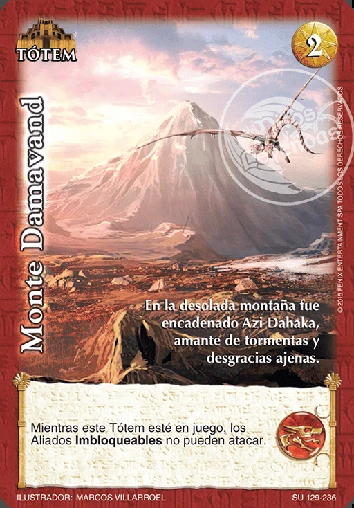 TÓTEM
2
Monte Damavand
En la desolada montaña fue
encadenado Azi Dahaka,
amante de tormentas y
desgracias ajenas.
Mientras este Tótem esté en juego, los
Aliados Imbloqueables no pueden atacar.
ILUSTRADOR: MARCOS VILLARROEL
SU 129-236